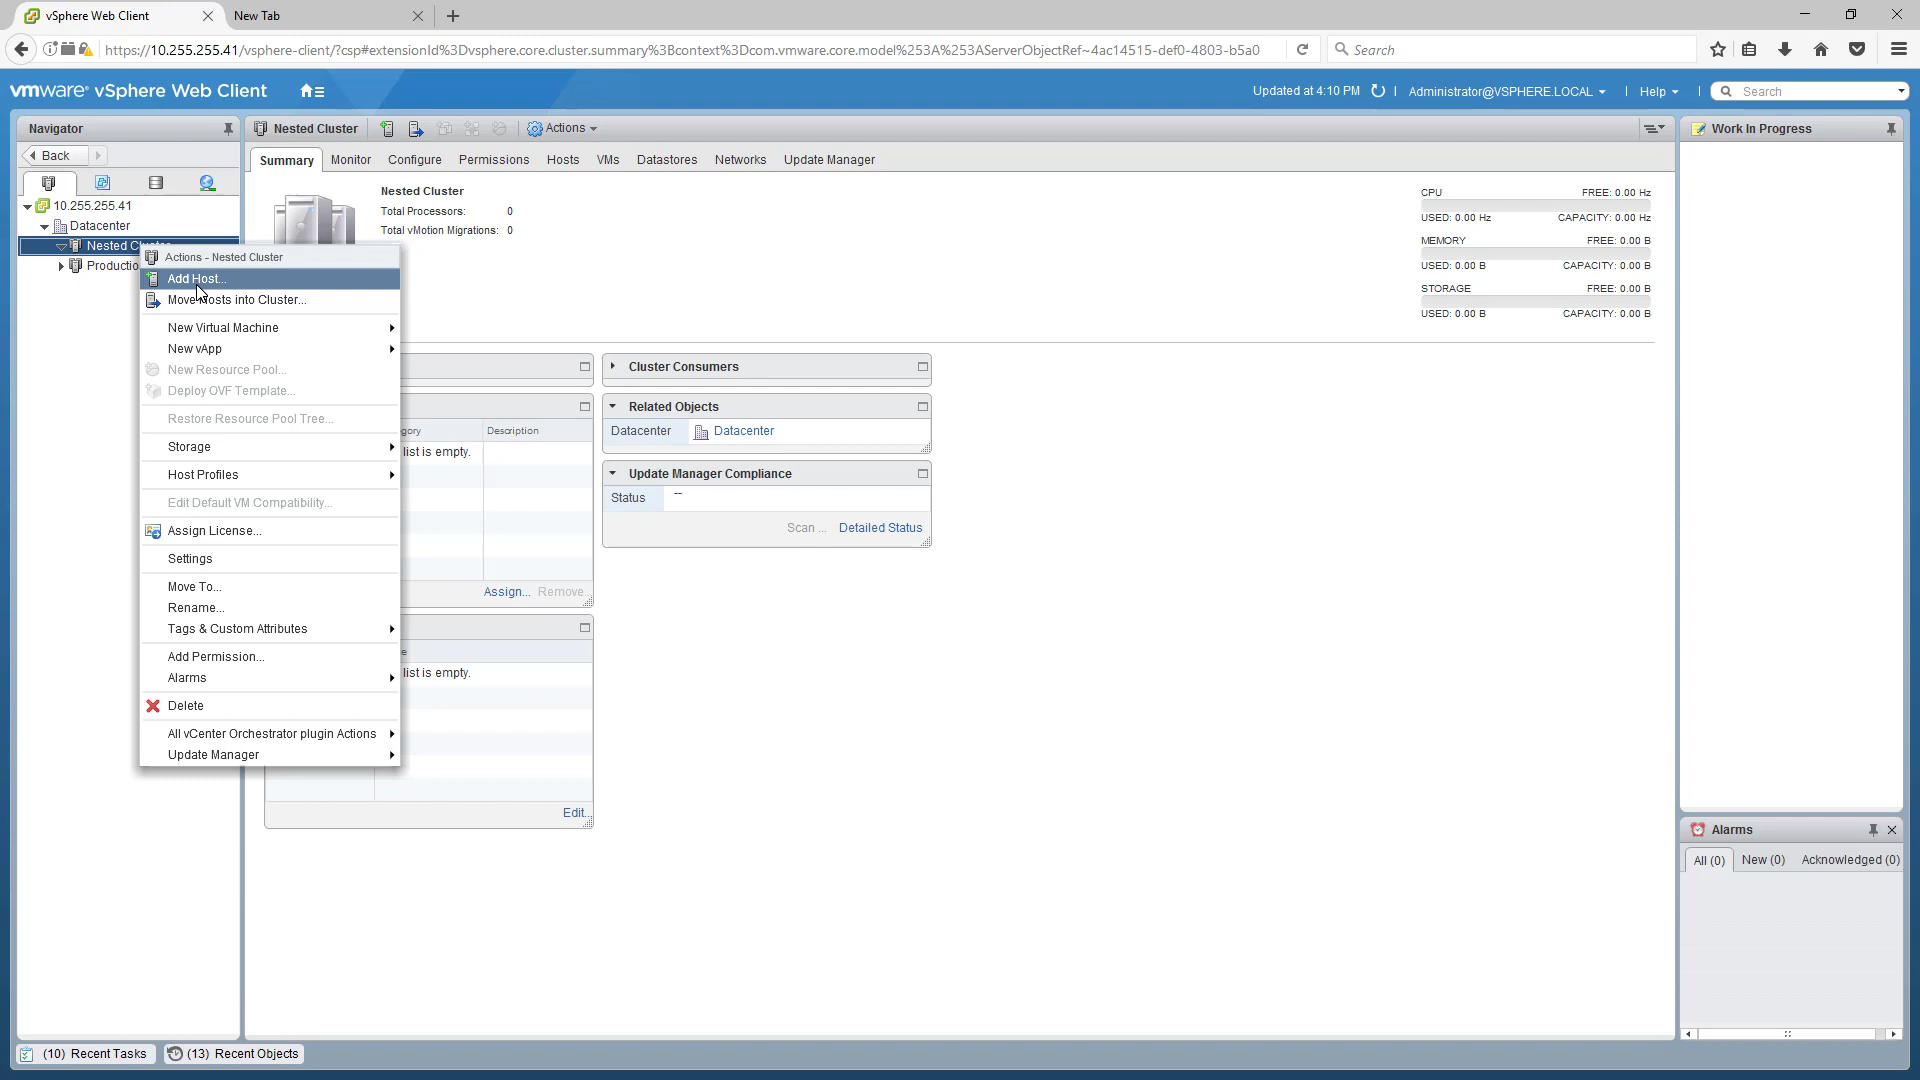 vSphere Web Client
New Tab
https://10.255.255.41/vsphere-client/?csp#extensionId%3Dvsphere.core.cluster.summary%3Bcontext%3Dcom.vmware.core.model%253A%253AServerObjectRef~4ac14515-def0-4803-b5a0
Search
vmware® vSphere Web Client
Updated at 4:10 PM
Administrator@VSPHERE.LOCAL
Help
Search
Navigator
Back
10.255.255.41
Datacenter
Nested
Nested Cluster
Actions
Summary
Monitor
Configure
Permissions
Hosts
VMs
Datastores
Networks
Update Manager
Nested Cluster
Total Processors: 0
Total vMotion Migrations: 0
CPU FREE: 0.00 Hz
USED: 0.00 Hz CAPACITY: 0.00 Hz
MEMORY FREE: 0.00 B
USED: 0.00 B CAPACITY: 0.00 B
STORAGE FREE: 0.00 B
USED: 0.00 B CAPACITY: 0.00 B
Actions - Nested Cluster
Add Host...
Move Hosts into Cluster...
New Virtual Machine
New vApp
New Resource Pool...
Deploy OVF Template...
Restore Resource Pool Tree...
Storage
Host Profiles
Edit Default VM Compatibility...
Assign License...
Settings
Move To...
Rename...
Tags & Custom Attributes
Add Permission...
Alarms
Delete
All vCenter Orchestrator plugin Actions
Update Manager
Description
list is empty.
Assign... Remove...
list is empty.
Edit...
Cluster Consumers
Related Objects
Datacenter Datacenter
Update Manager Compliance
Status --
Scan ... Detailed Status
Work In Progress
Alarms
All (0) New (0) Acknowledged (0)
(10) Recent Tasks
(13) Recent Objects